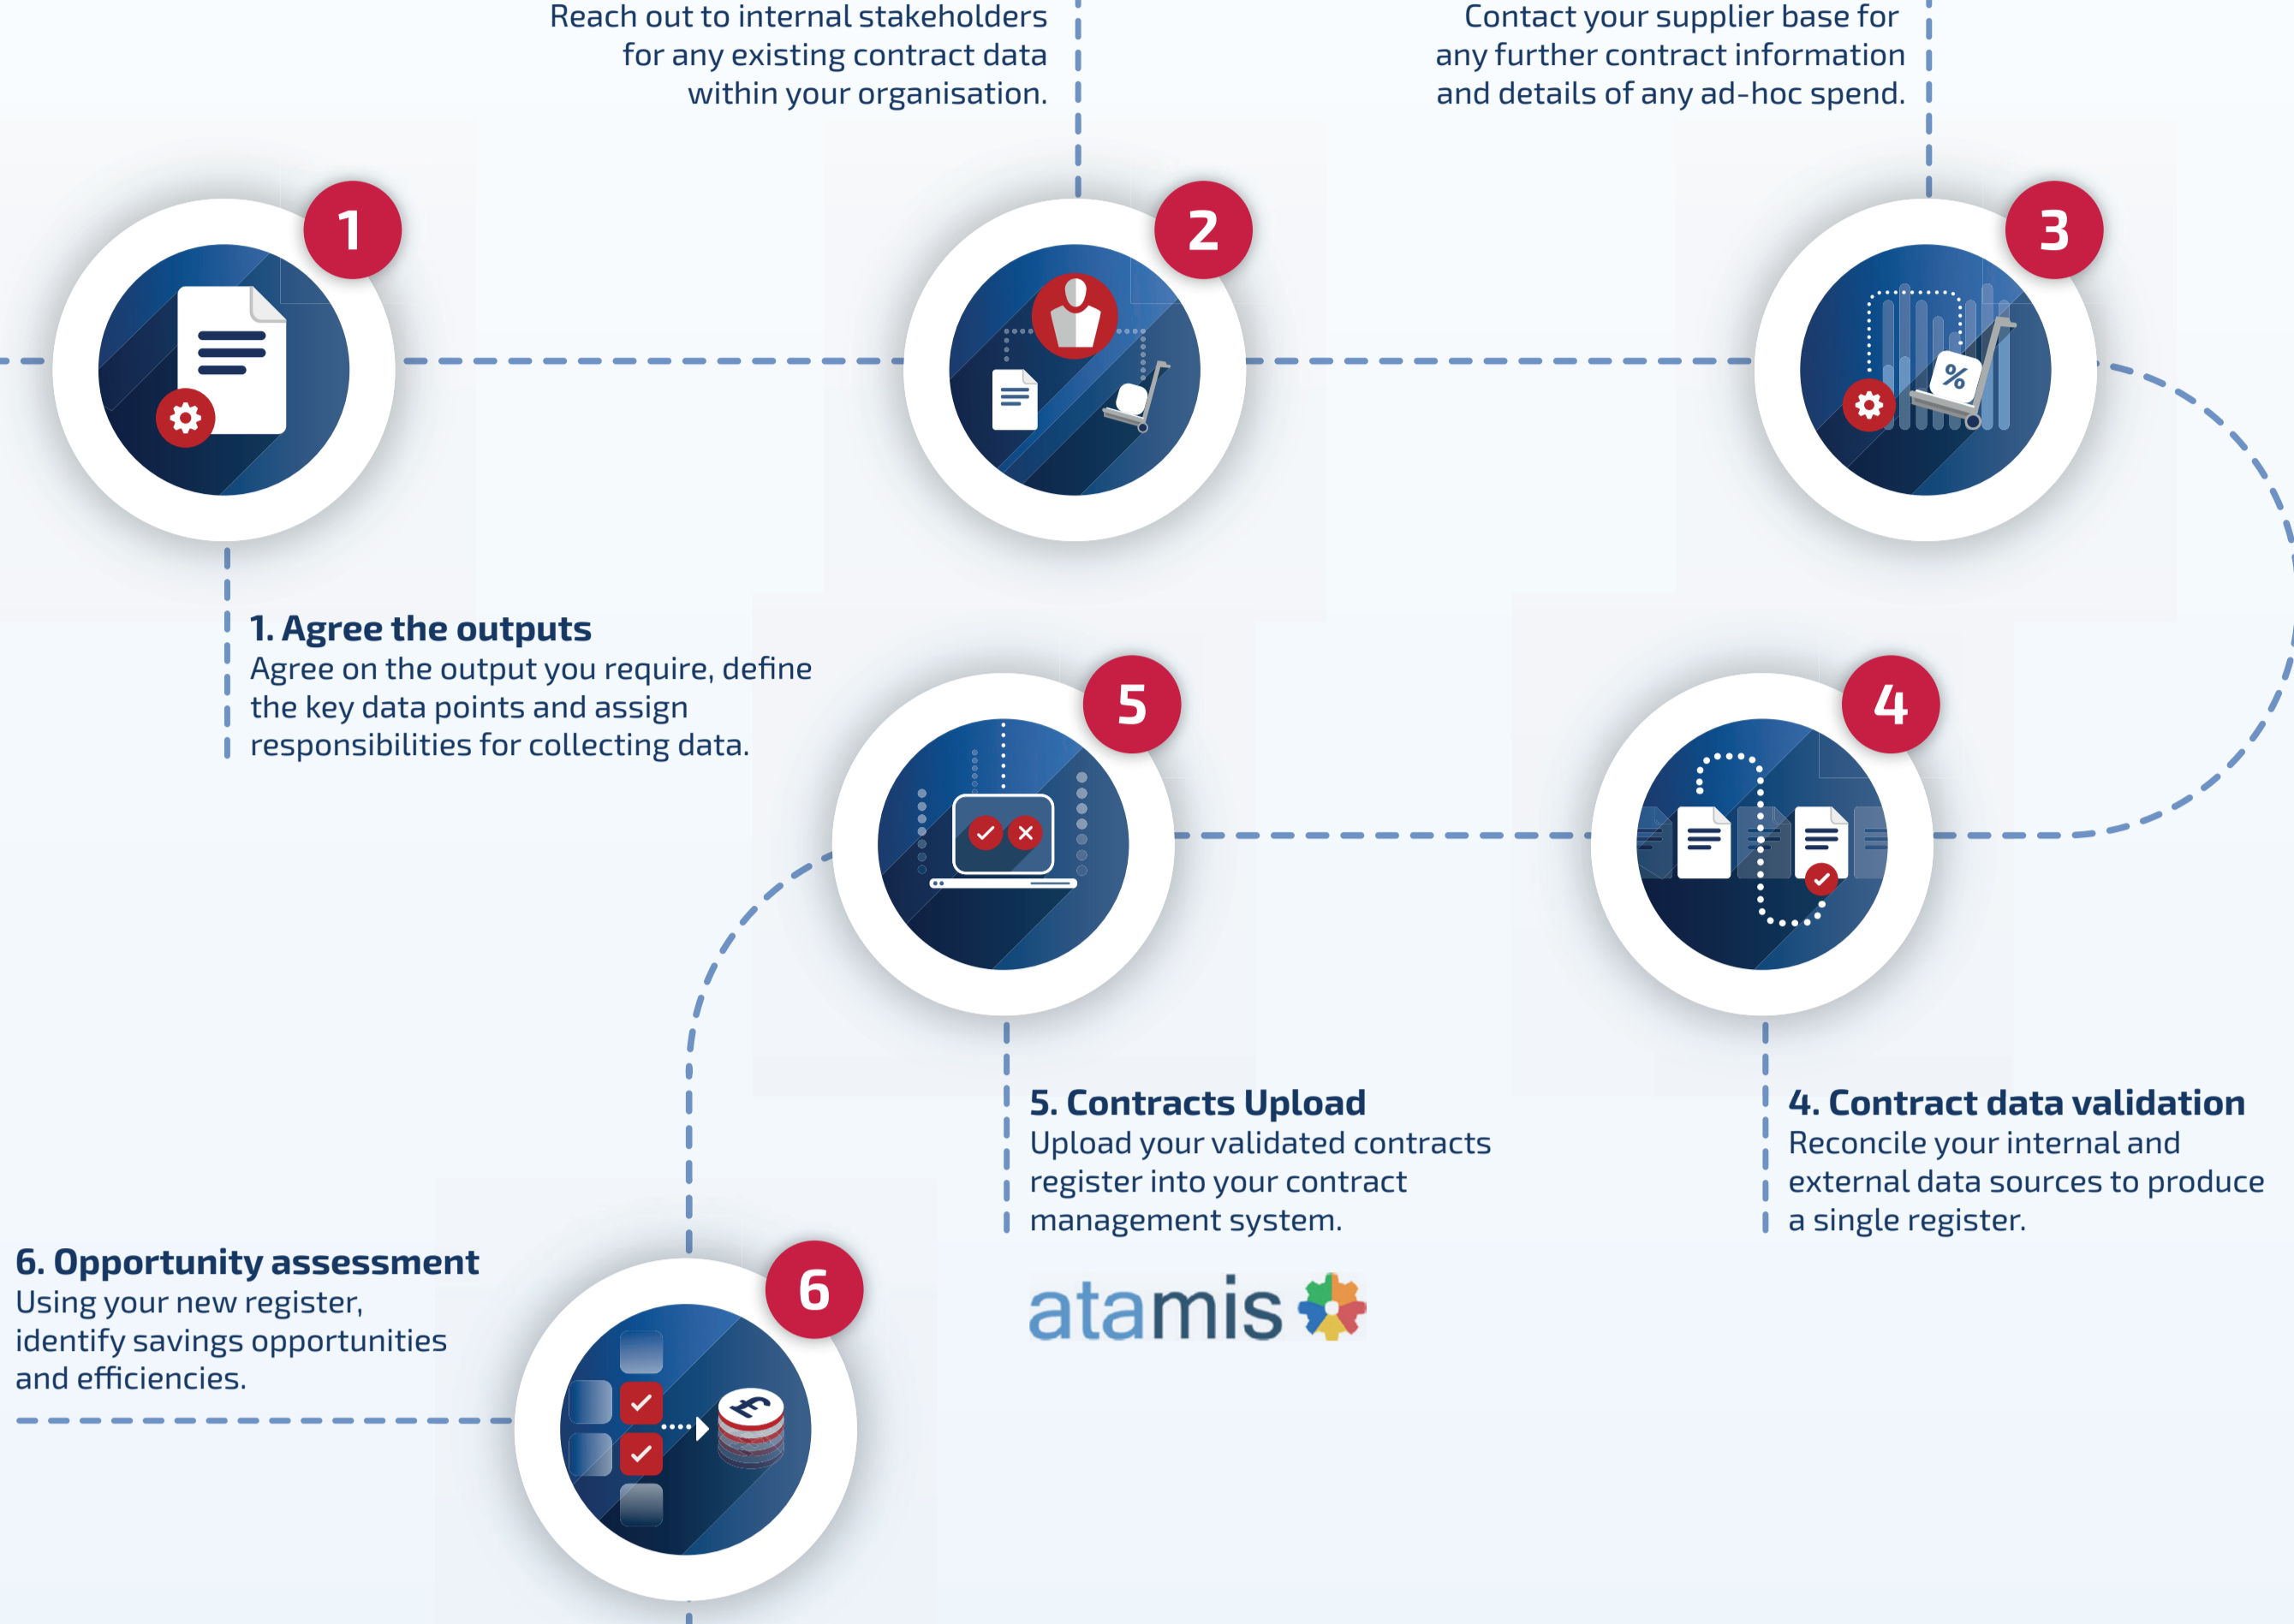 Reach out to internal stakeholders
for any existing contract data
within your organisation.
Contact your supplier base for
any further contract information
and details of any ad-hoc spend.
1
2
3
%
1. Agree the outputs
Agree on the output you require, define
the key data points and assign
responsibilities for collecting data.
5
4
5. Contracts Upload
Upload your validated contracts
register into your contract
management system.
4. Contract data validation
Reconcile your internal and
external data sources to produce
a single register.
atamis
6. Opportunity assessment
Using your new register,
identify savings opportunities
and efficiencies.
6
£